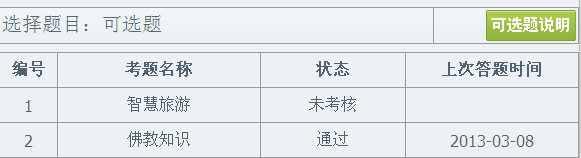 选择题目：可选题 可选题说明
编号 考题名称 状态 上次答题时间
1 智慧旅游 未考核
2 佛教知识 通过 2013-03-08